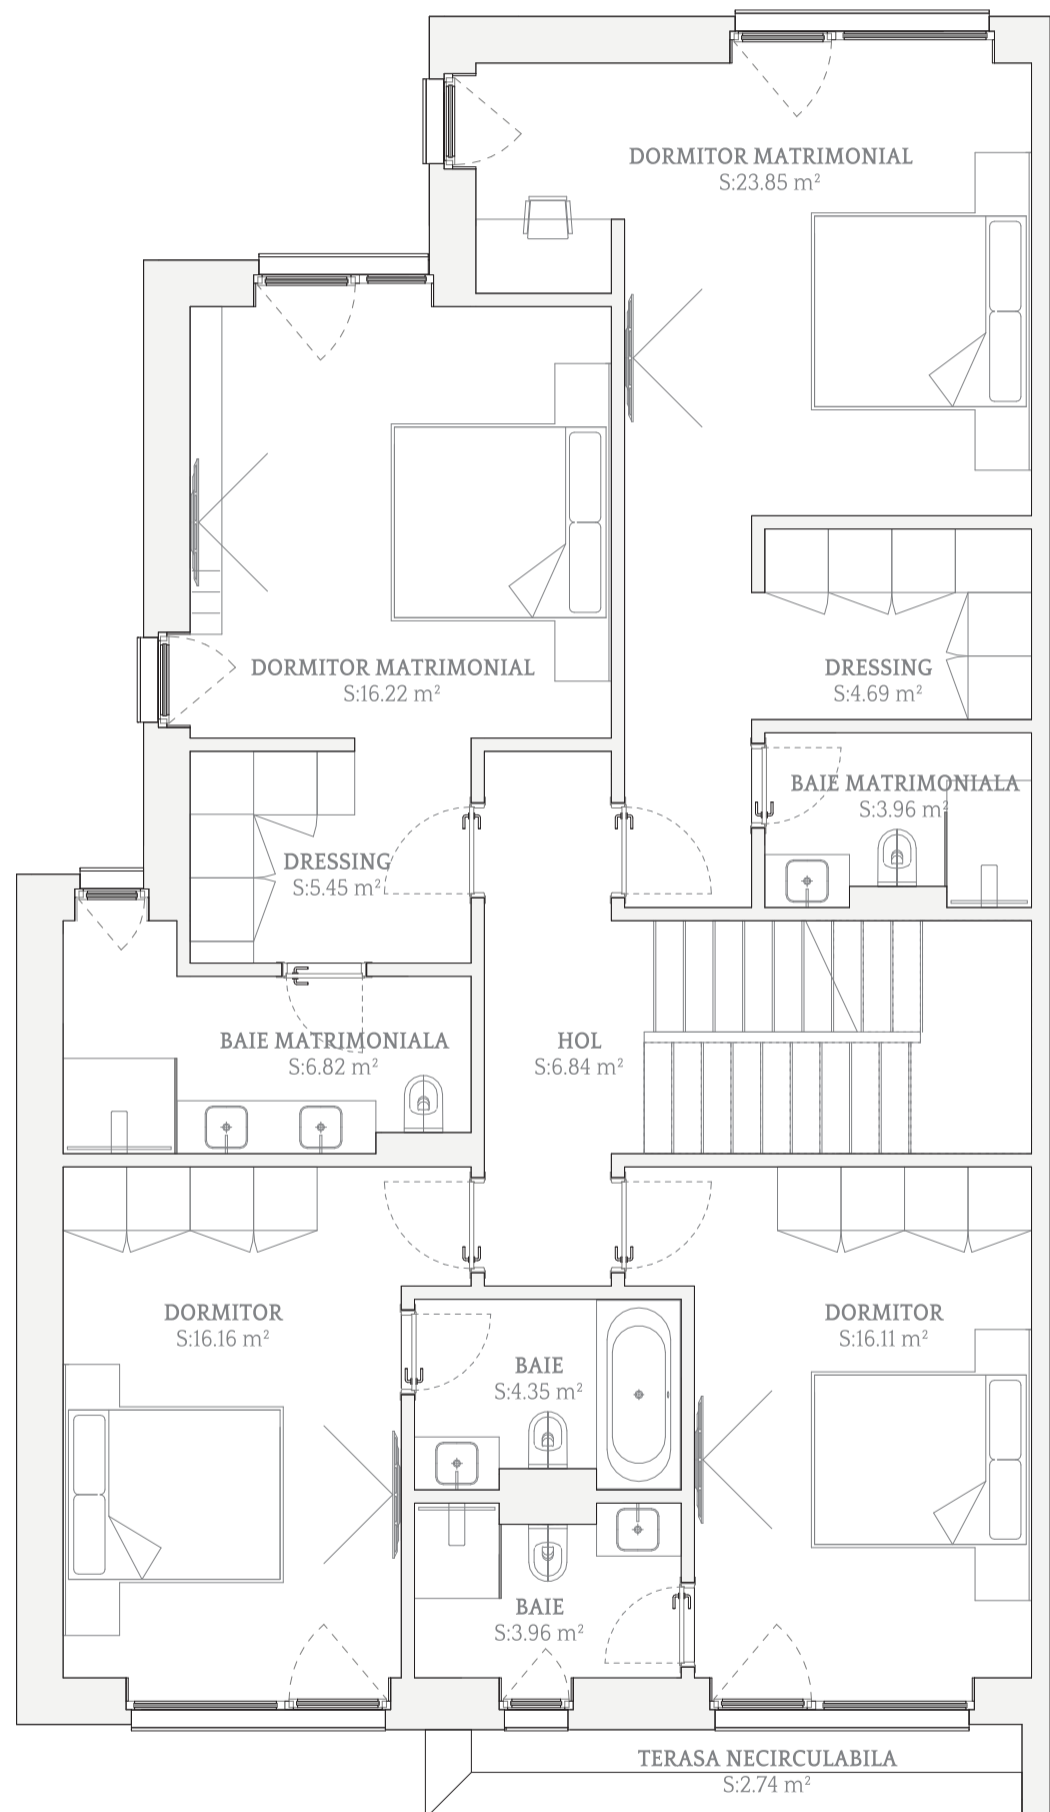 DORMITOR MATRIMONIAL
S:23.85 m²
DORMITOR MATRIMONIAL
S:16.22 m²
DRESSING
S:4.69 m²
BAIE MATRIMONIALA
S:3.96 m²
DRESSING
S:5.45 m²
BAIE MATRIMONIALA
S:6.82 m²
HOL
S:6.84 m²
DORMITOR
S:16.16 m²
DORMITOR
S:16.11 m²
BAIE
S:4.35 m²
BAIE
S:3.96 m²
TERASA NECIRCULABILA
S:2.74 m²